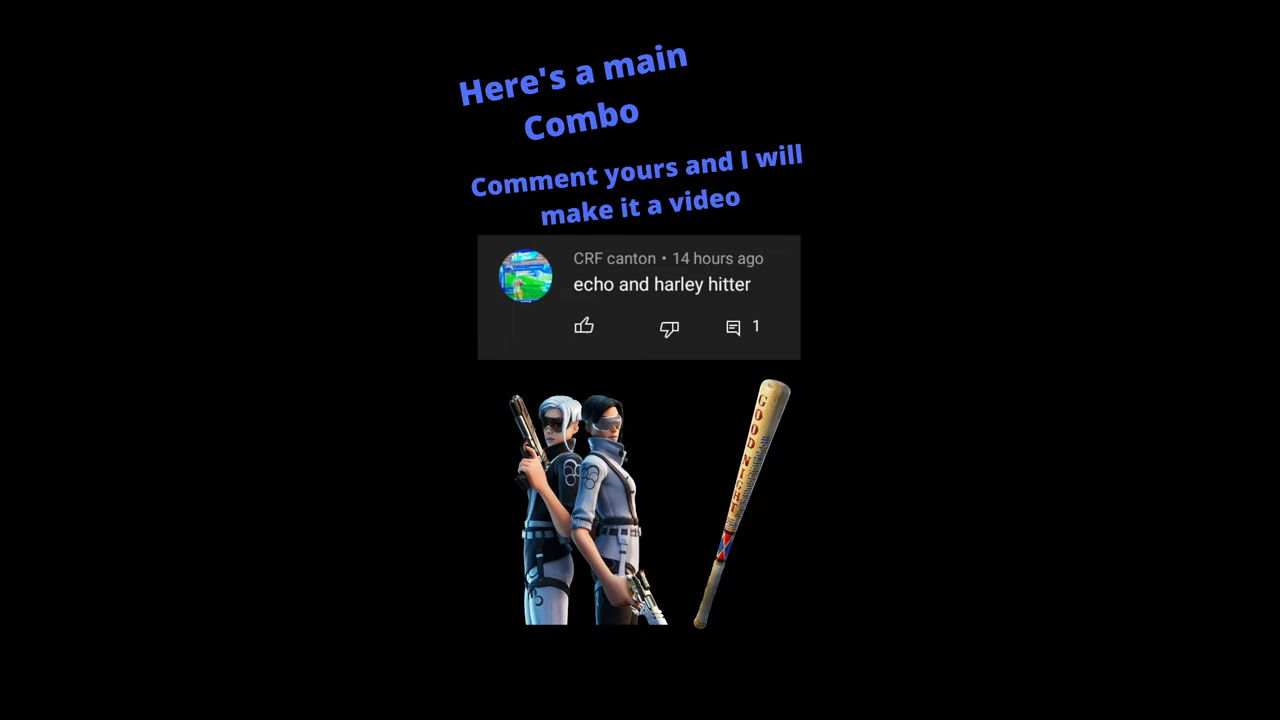 Here's a main
Combo
Comment yours and I will
make it a video
CRF canton • 14 hours ago
echo and harley hitter
1
GOOD NIGHT